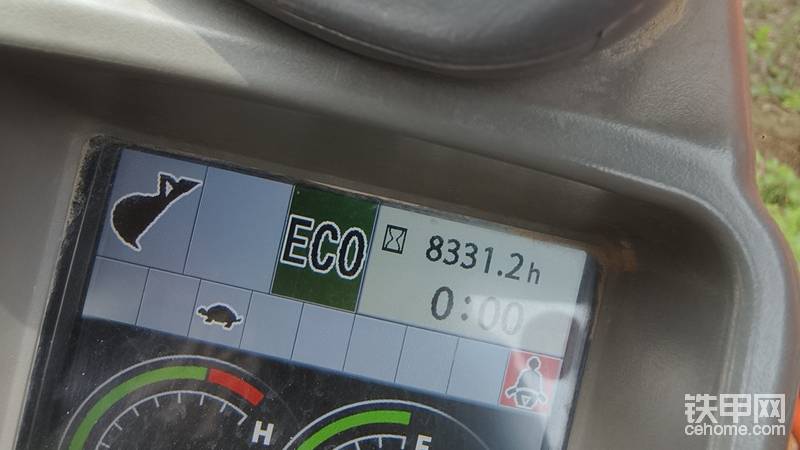 ECO
8331.2h
0:00
H
F
铁甲网
cehome.com